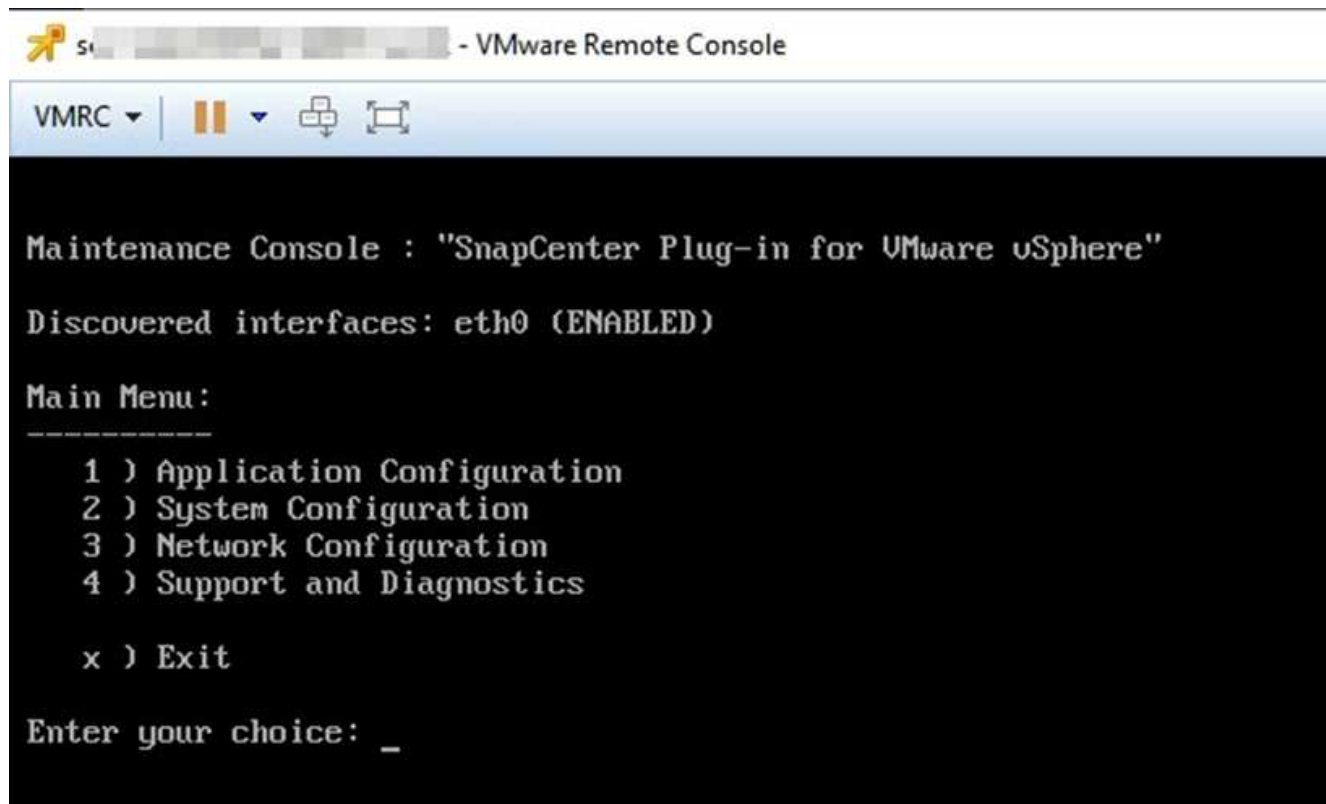 - VMware Remote Console
VMRC
Maintenance Console : "SnapCenter Plug-in for VMware vSphere"
Discovered interfaces: eth0 (ENABLED)
Main Menu:
----------
1 ) Application Configuration
2 ) System Configuration
3 ) Network Configuration
4 ) Support and Diagnostics
x ) Exit
Enter your choice: _